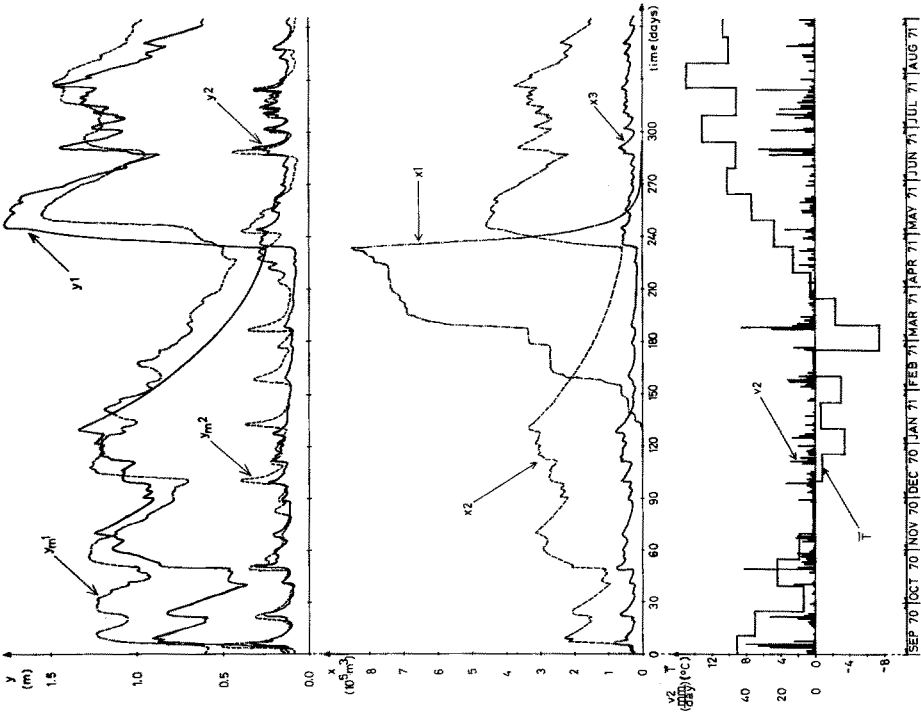 y
(m)
1.5
1.0
0.5
0.0
y1
y2
ym1
ym2
x
(10⁵m³)
8
7
6
5
4
3
2
1
0
x1
x2
x3
0 30 60 90 120 150 180 210 240 270 300 time (days)
v2 T̅
(mm/day) (°C)
12
8
4
0
-4
-8
40
20
0
v2
T̅
SEP 70 | OCT 70 | NOV 70 | DEC 70 | JAN 71 | FEB 71 | MAR 71 | APR 71 | MAY 71 | JUN 71 | JUL 71 | AUG 71